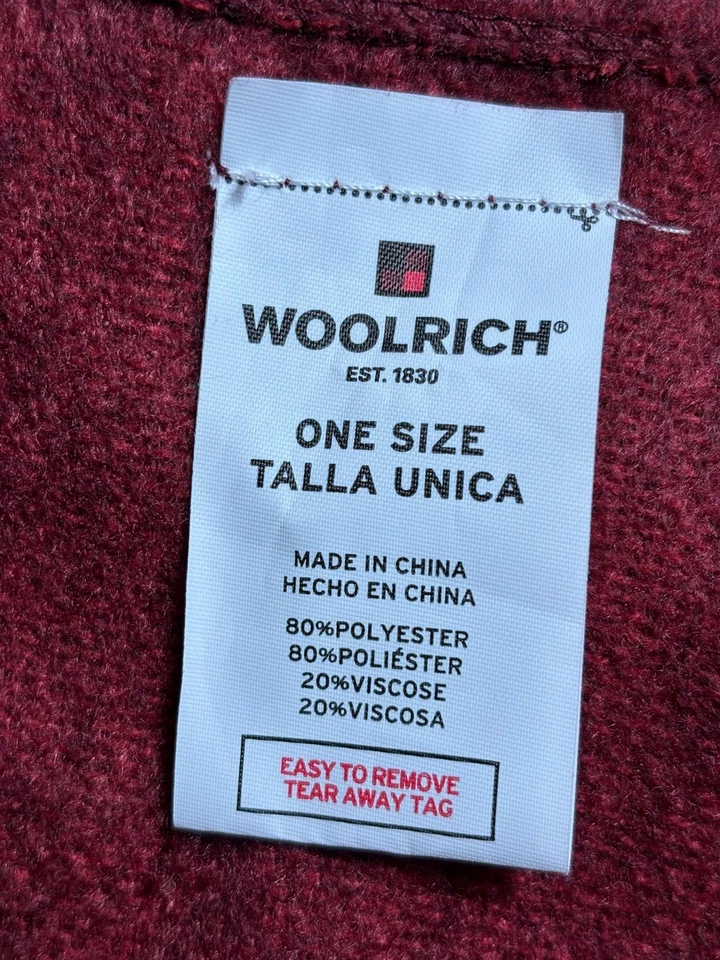 WOOLRICH®
EST. 1830
ONE SIZE
TALLA UNICA
MADE IN CHINA
HECHO EN CHINA
80%POLYESTER
80%POLIÉSTER
20%VISCOSE
20%VISCOSA
EASY TO REMOVE
TEAR AWAY TAG